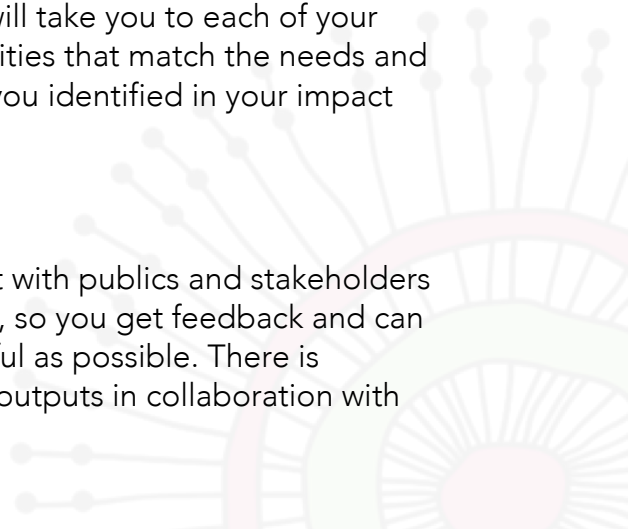 will take you to each of your
ities that match the needs and
you identified in your impact
t with publics and stakeholders
, so you get feedback and can
ful as possible. There is
outputs in collaboration with